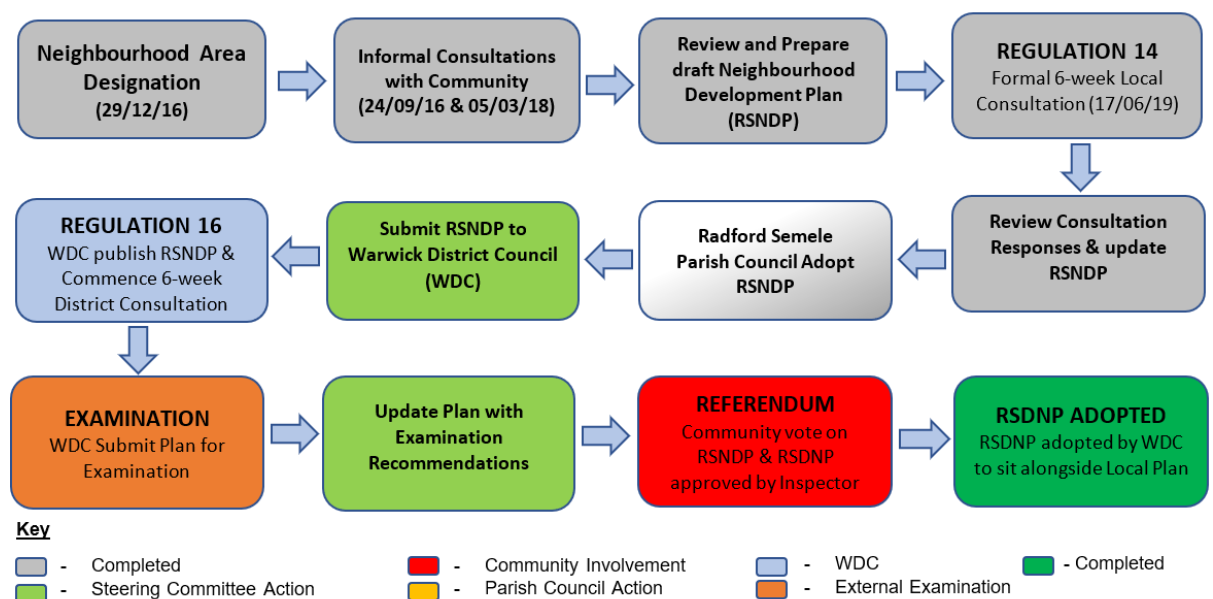 Neighbourhood Area
Designation
(29/12/16)
Informal Consultations
with Community
(24/09/16 & 05/03/18)
Review and Prepare
draft Neighbourhood
Development Plan
(RSNDP)
REGULATION 14
Formal 6-week Local
Consultation (17/06/19)
Review Consultation
Responses & update
RSNDP
Radford Semele
Parish Council Adopt
RSNDP
Submit RSNDP to
Warwick District Council
(WDC)
REGULATION 16
WDC publish RSNDP &
Commence 6-week
District Consultation
EXAMINATION
WDC Submit Plan for
Examination
Update Plan with
Examination
Recommendations
REFERENDUM
Community vote on
RSNDP & RSDNP
approved by Inspector
RSDNP ADOPTED
RSDNP adopted by WDC
to sit alongside Local Plan
Key
- Completed
- Community Involvement
- WDC
- Completed
- Steering Committee Action
- Parish Council Action
- External Examination